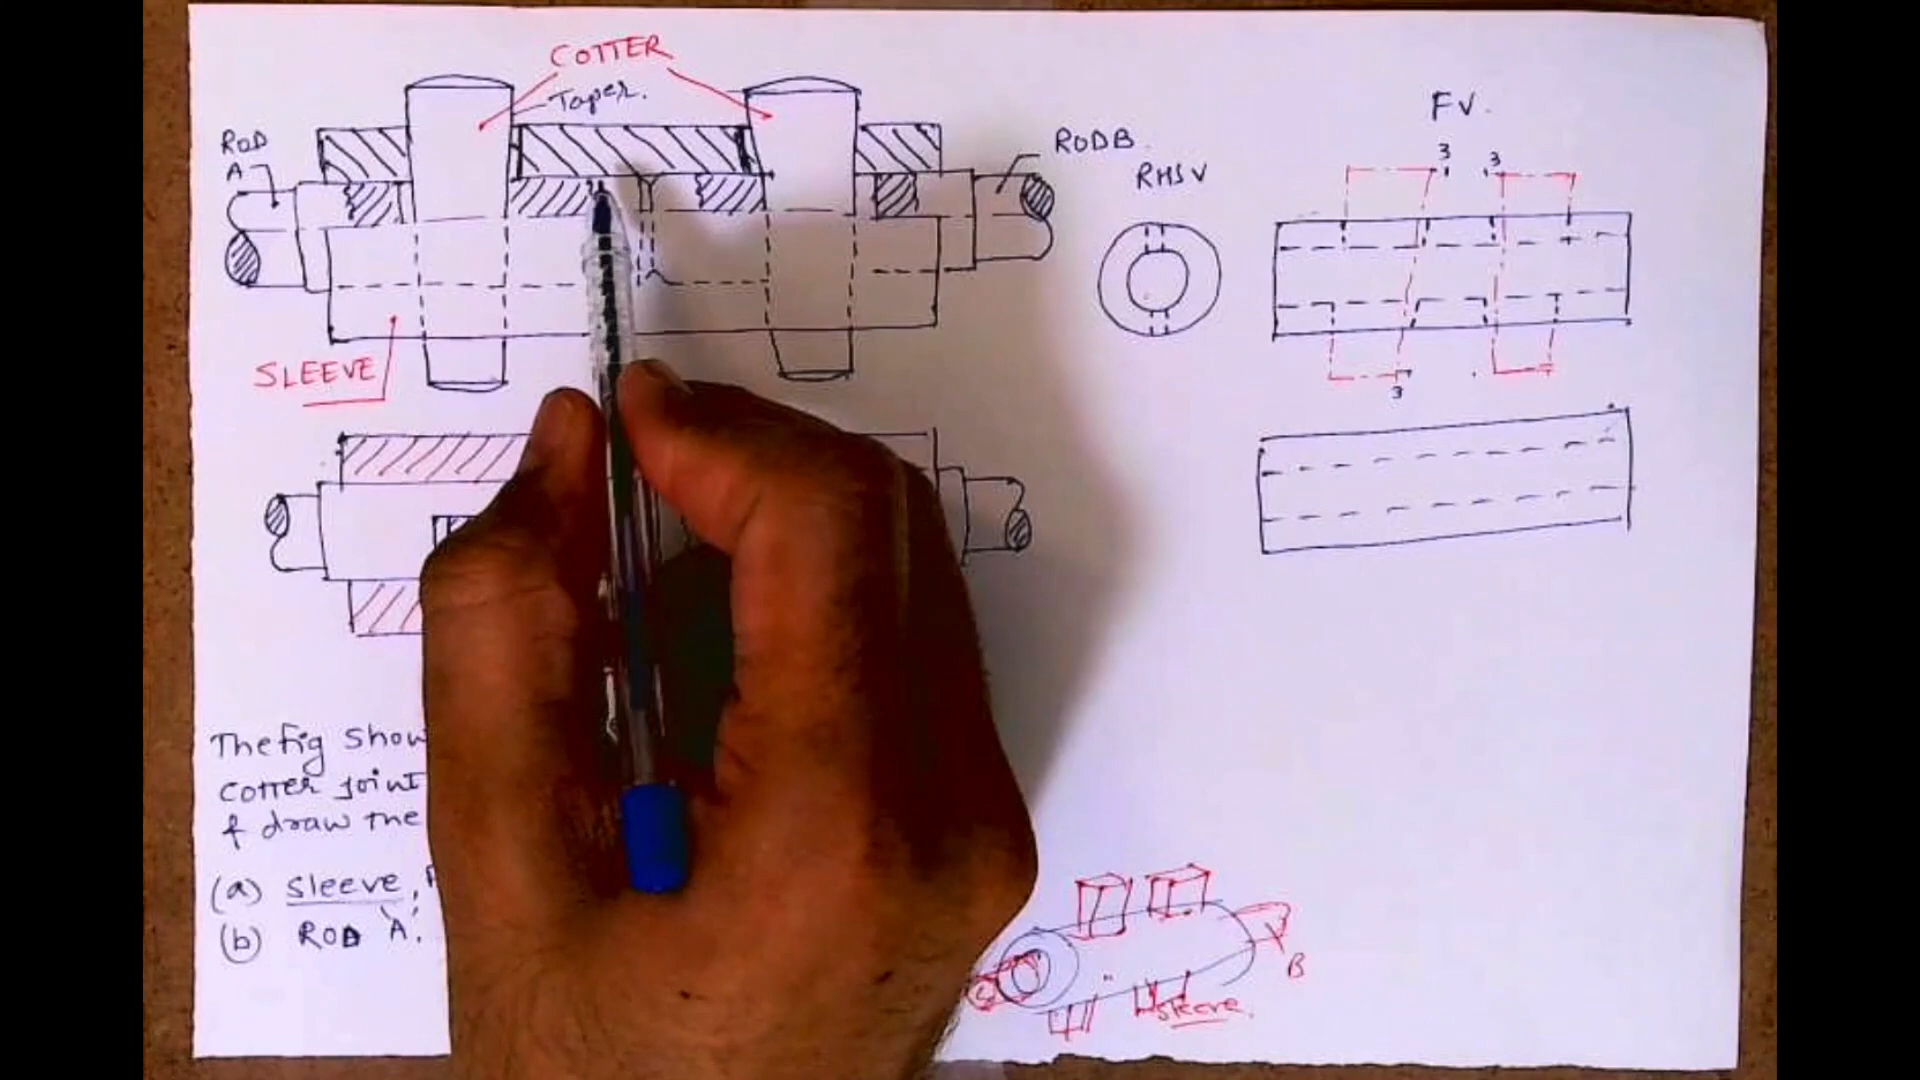 COTTER
Taper.
ROD
A
RODB.
SLEEVE
RHSV
FV.
3
3
3
The fig Show
COTTER joint
& draw the
(a) Sleeve,
(b) ROD 'A'.
B
Sleeve.